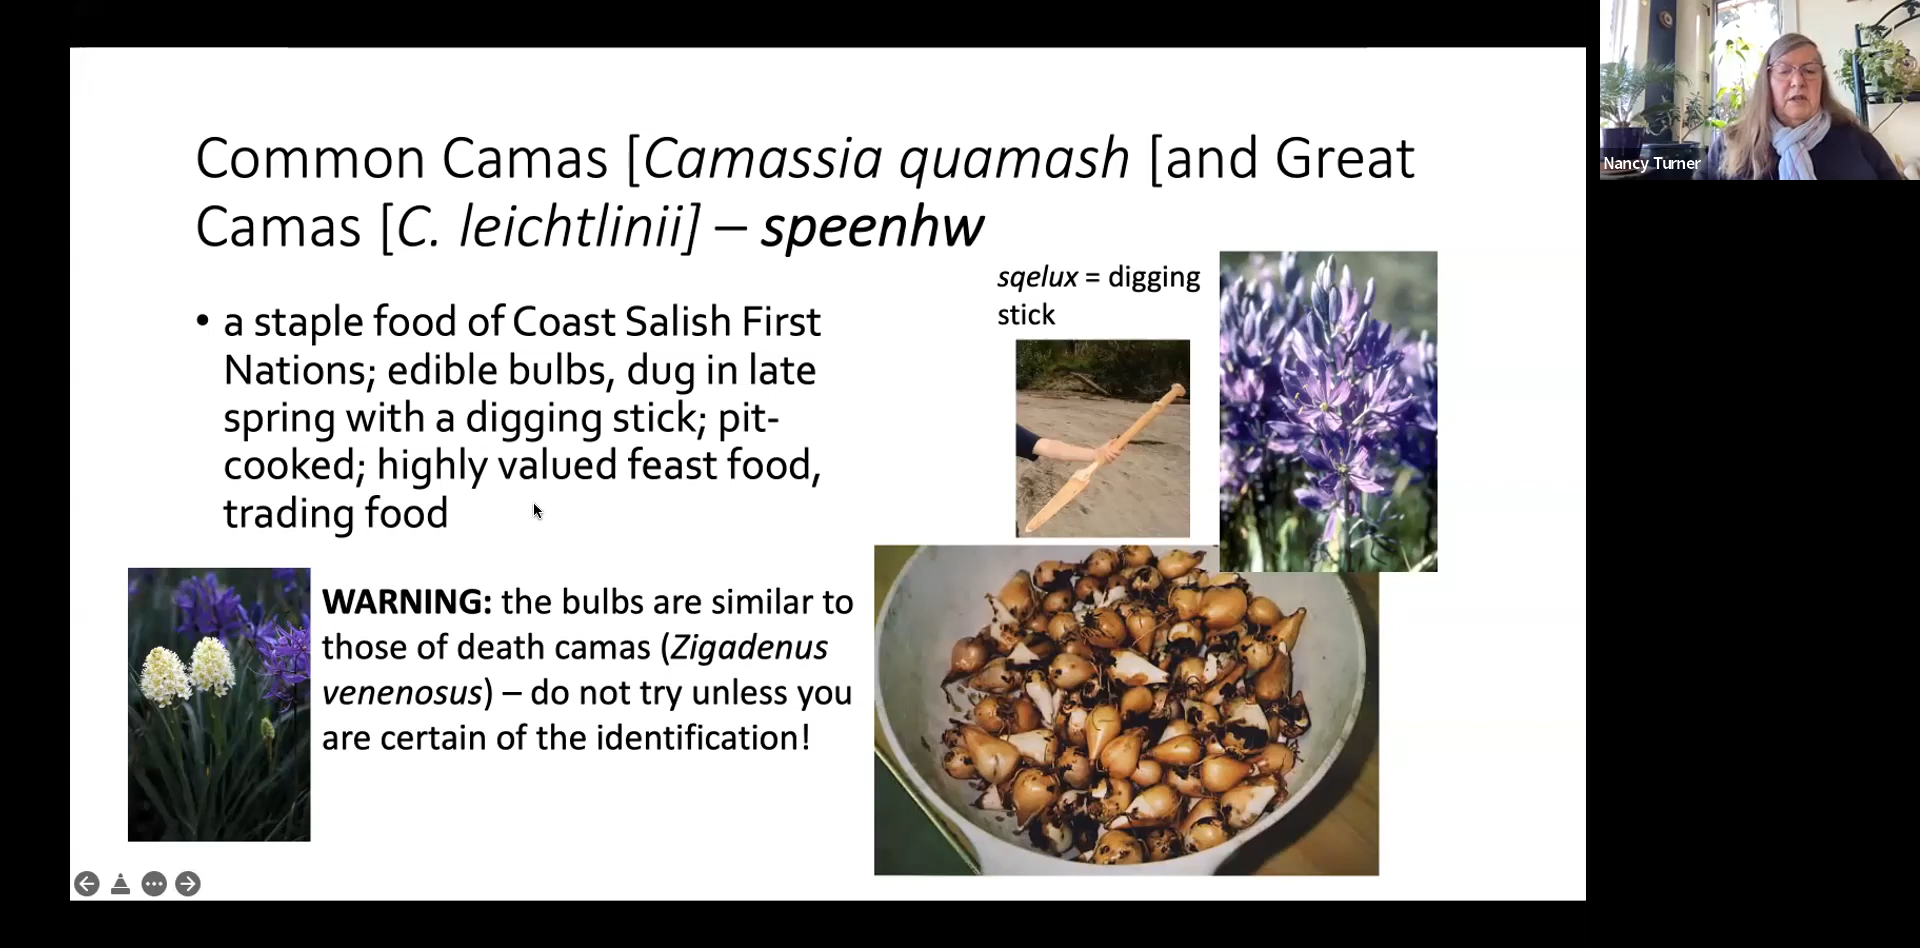 Common Camas [Camassia quamash [and Great
Camas [C. leichtlinii] – speenhw
sqelux = digging
stick
• a staple food of Coast Salish First
Nations; edible bulbs, dug in late
spring with a digging stick; pit-
cooked; highly valued feast food,
trading food
WARNING: the bulbs are similar to
those of death camas (Zigadenus
venenosus) – do not try unless you
are certain of the identification!
Nancy Turner